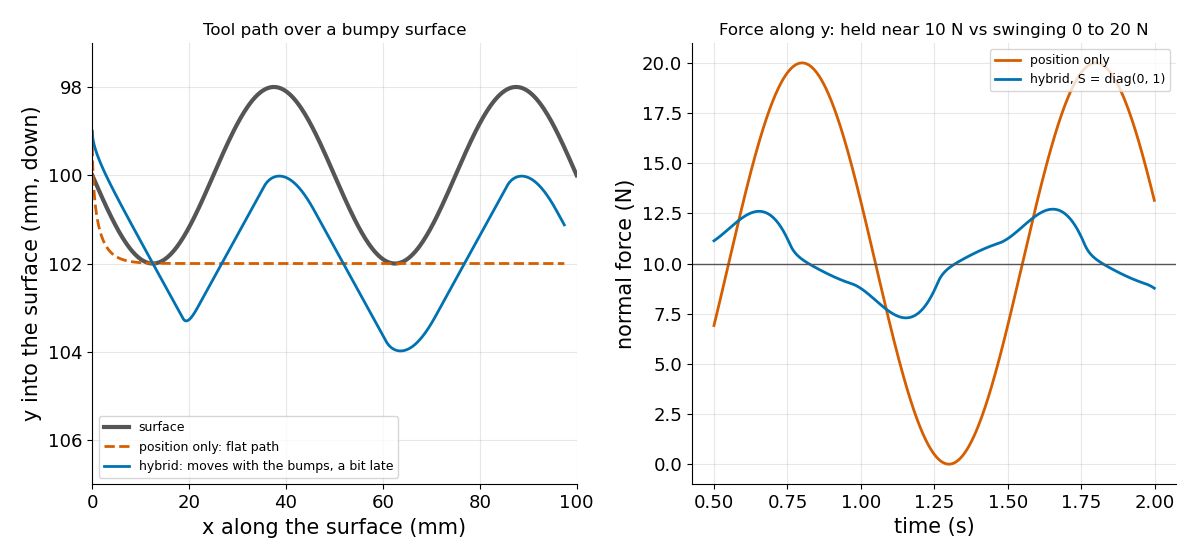 Tool path over a bumpy surface
y into the surface (mm, down)
98
100
102
104
106
surface
position only: flat path
hybrid: moves with the bumps, a bit late
0 20 40 60 80 100
x along the surface (mm)
Force along y: held near 10 N vs swinging 0 to 20 N
normal force (N)
20.0
17.5
15.0
12.5
10.0
7.5
5.0
2.5
0.0
position only
hybrid, S = diag(0, 1)
0.50 0.75 1.00 1.25 1.50 1.75 2.00
time (s)